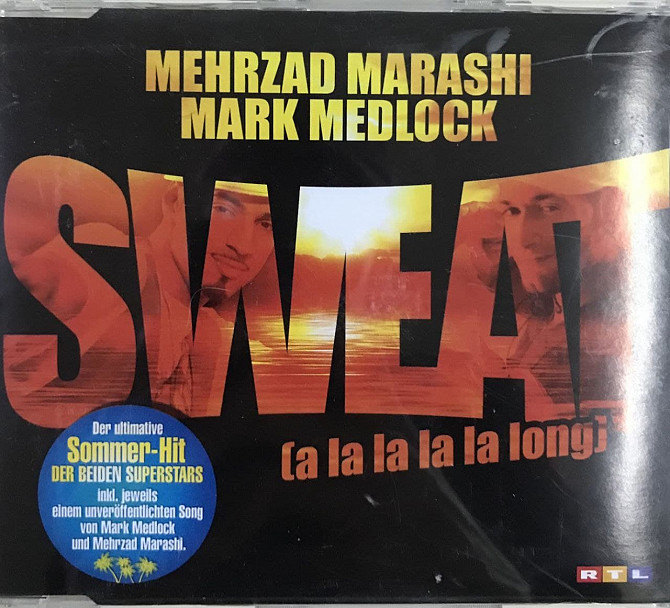 MEHRZAD MARASHI
MARK MEDLOCK
SWEAT
(a la la la la long)
Der ultimative
Sommer-Hit
DER BEIDEN SUPERSTARS
inkl. jeweils
einem unveröffentlichten Song
von Mark Medlock
und Mehrzad Marashi.
RTL